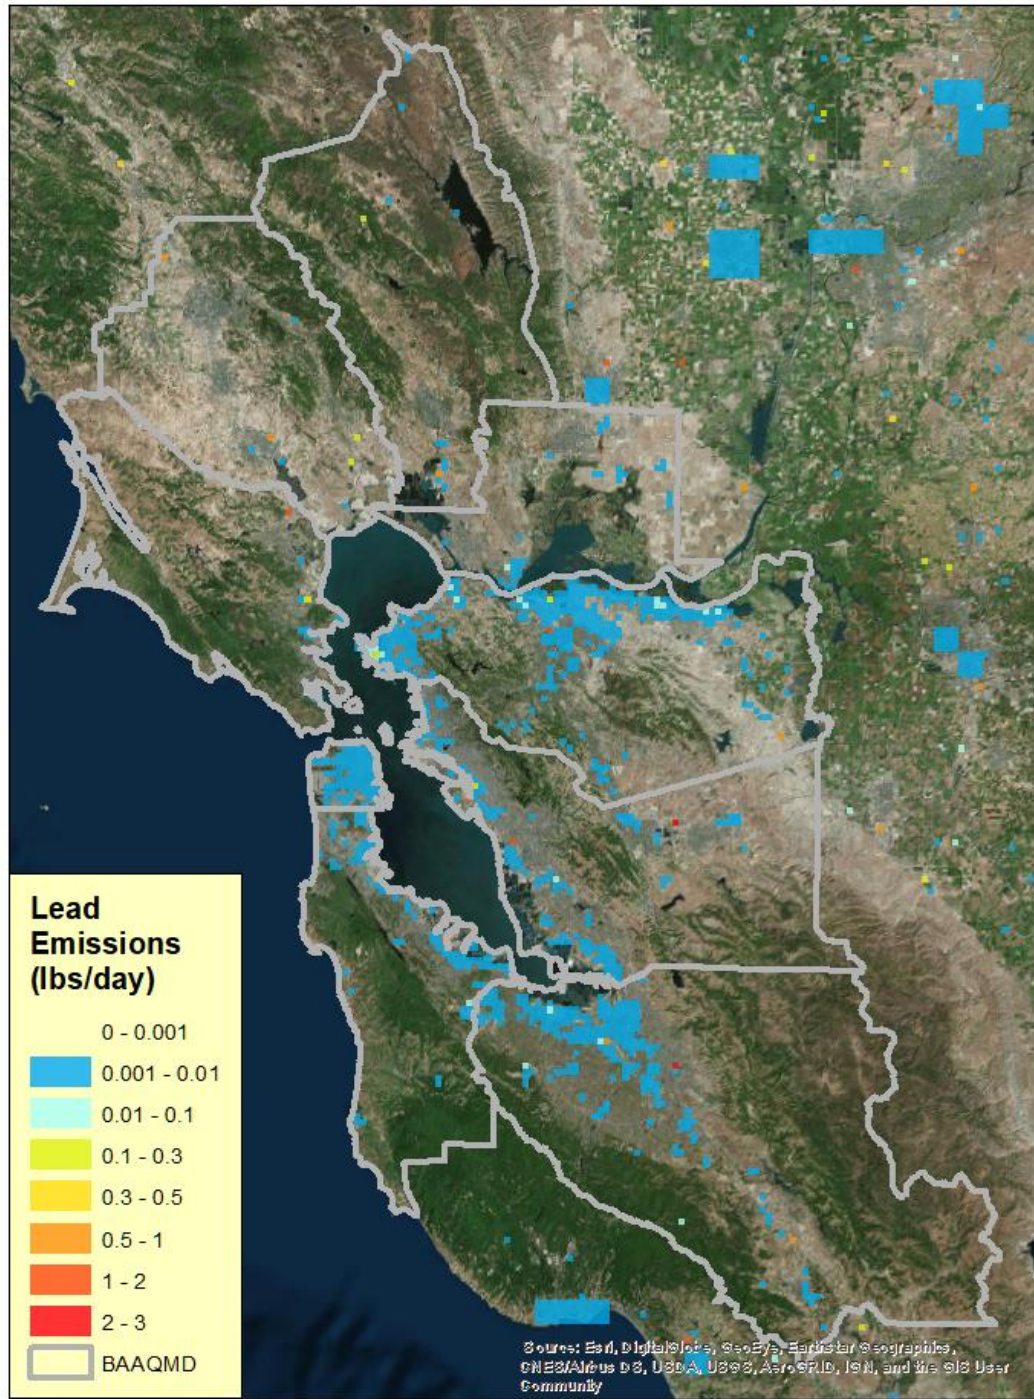 Lead
Emissions
(lbs/day)
0 - 0.001
0.001 - 0.01
0.01 - 0.1
0.1 - 0.3
0.3 - 0.5
0.5 - 1
1 - 2
2 - 3
BAAQMD
Source: Esri, DigitalGlobe, GeoEye, Earthstar Geographics,
CNES/Airbus DS, USDA, USGS, AeroGRID, IGN, and the GIS User
Community